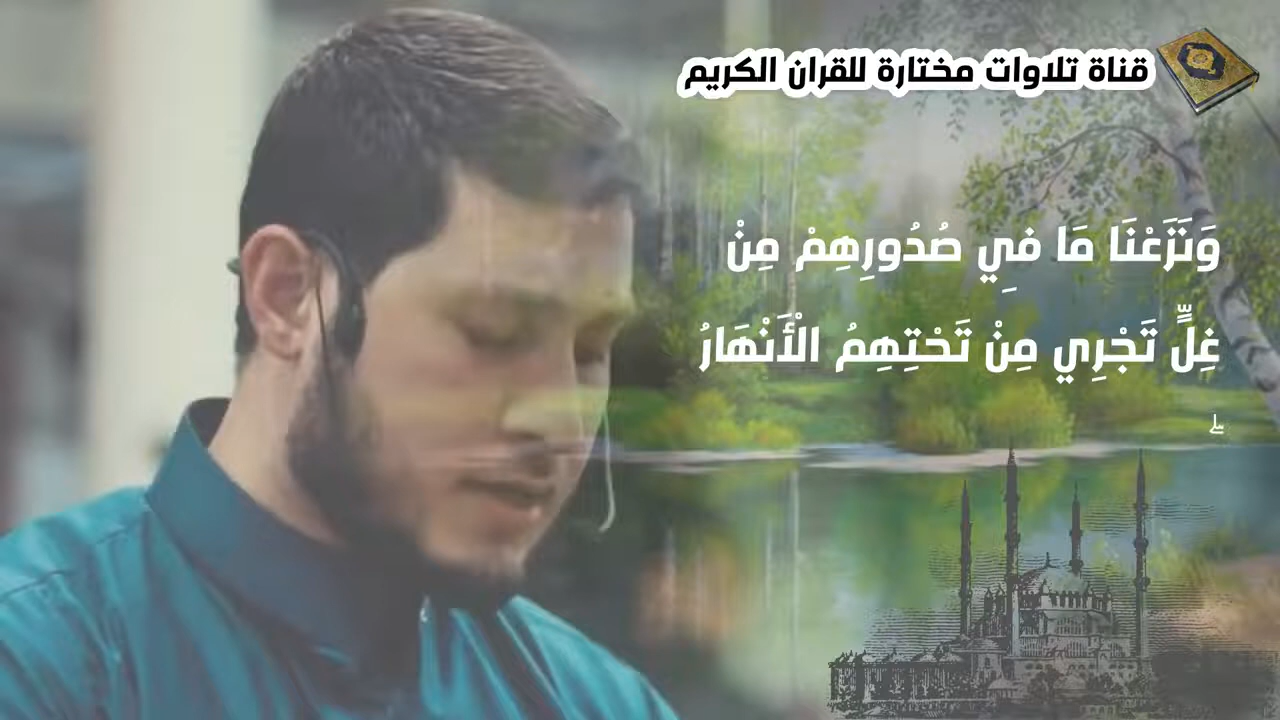 قناة تلاوات مختارة للقران الكريم
وَنَزَعْنَا مَا فِي صُدُورِهِمْ مِنْ
غِلٍّ تَجْرِي مِنْ تَحْتِهِمُ الْأَنْهَارُ
ۖ